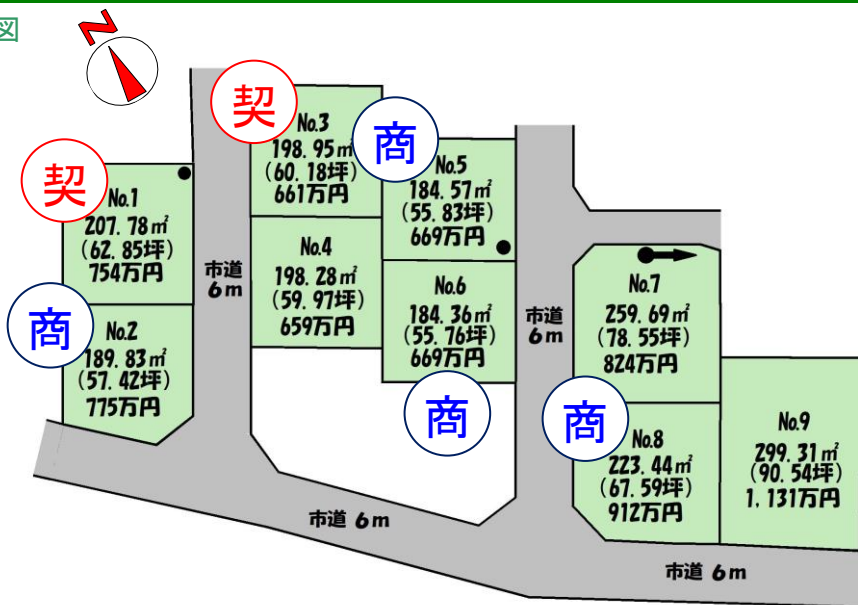 図
N
契
No.1
207.78㎡
(62.85坪)
754万円
商
No.2
189.83㎡
(57.42坪)
775万円
市道
6m
契
No.3
198.95㎡
(60.18坪)
661万円
No.4
198.28㎡
(59.97坪)
659万円
商
No.5
184.57㎡
(55.83坪)
669万円
No.6
184.36㎡
(55.76坪)
669万円
商
市道
6m
No.7
259.69㎡
(78.55坪)
824万円
商
No.8
223.44㎡
(67.59坪)
912万円
No.9
299.31㎡
(90.54坪)
1,131万円
市道 6m
市道 6m